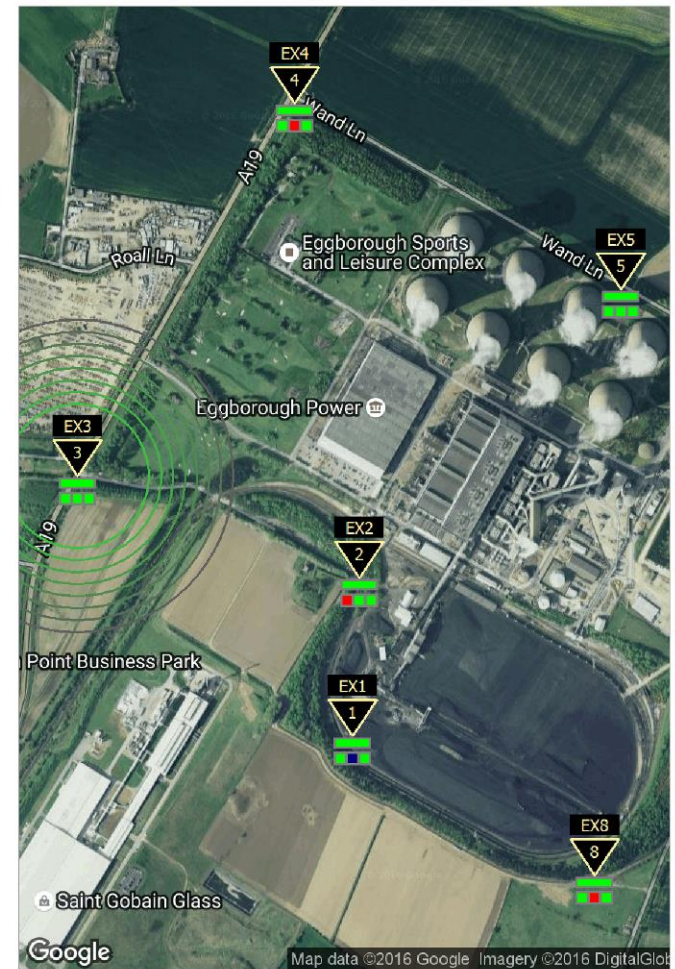 EX4
4
Wand Ln
A19
Roall Ln
Eggborough Sports
and Leisure Complex
Wand Ln
EX5
5
Eggborough Power
EX3
3
A19
EX2
2
Point Business Park
EX1
1
EX8
8
Saint Gobain Glass
Google
Map data ©2016 Google Imagery ©2016 DigitalGlob